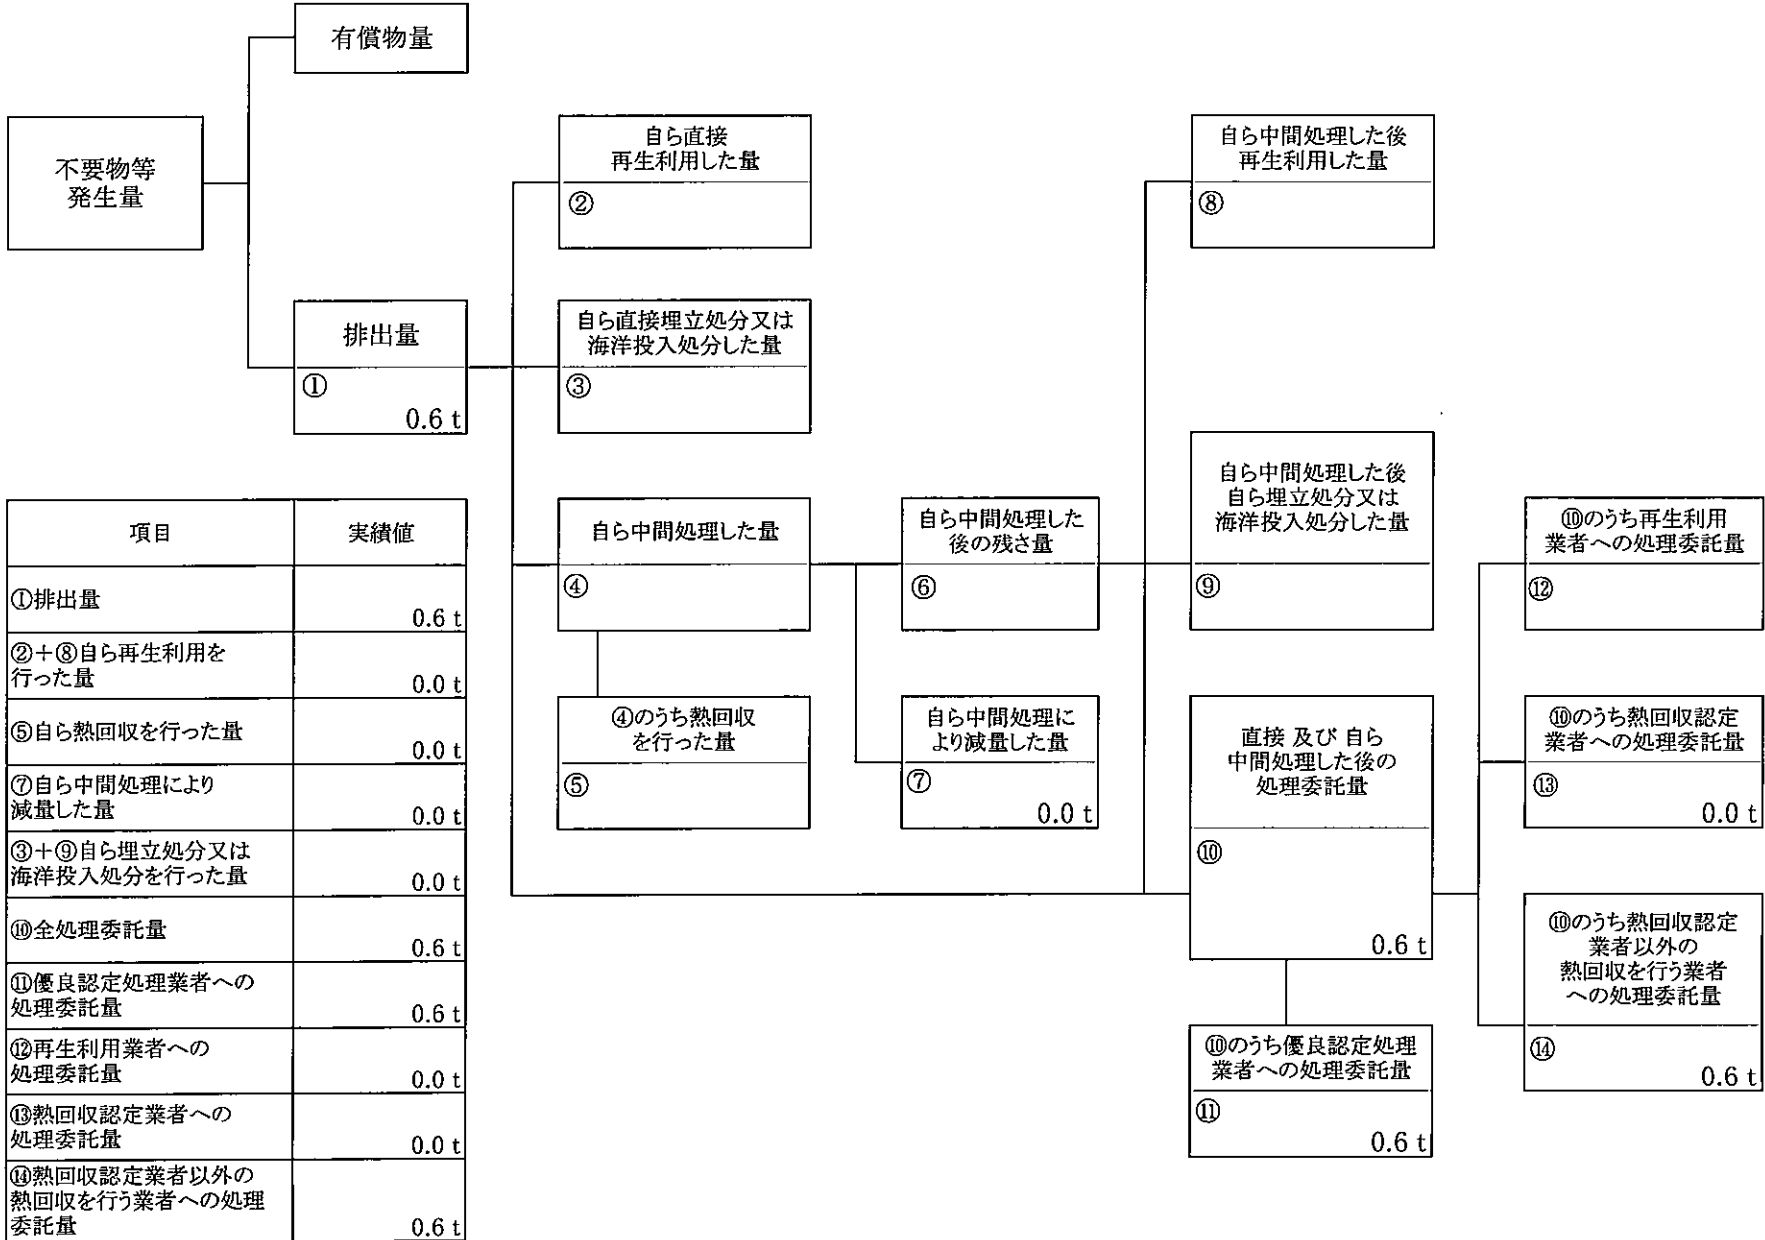 有償物量
不要物等
発生量
排出量
①
0.6 t
自ら直接
再生利用した量
②
自ら直接埋立処分又は
海洋投入処分した量
③
自ら中間処理した量
④
④のうち熱回収
を行った量
⑤
自ら中間処理した
後の残さ量
⑥
自ら中間処理に
より減量した量
⑦
0.0 t
自ら中間処理した後
再生利用した量
⑧
自ら中間処理した後
自ら埋立処分又は
海洋投入処分した量
⑨
直接 及び 自ら
中間処理した後の
処理委託量
⑩
0.6 t
⑩のうち優良認定処理
業者への処理委託量
⑪
0.6 t
⑩のうち再生利用
業者への処理委託量
⑫
⑩のうち熱回収認定
業者への処理委託量
⑬
0.0 t
⑩のうち熱回収認定
業者以外の
熱回収を行う業者
への処理委託量
⑭
0.6 t
項目 実績値
①排出量
0.6 t
②+⑧自ら再生利用を
行った量
0.0 t
⑤自ら熱回収を行った量
0.0 t
⑦自ら中間処理により
減量した量
0.0 t
③+⑨自ら埋立処分又は
海洋投入処分を行った量
0.0 t
⑩全処理委託量
0.6 t
⑪優良認定処理業者への
処理委託量
0.6 t
⑫再生利用業者への
処理委託量
0.0 t
⑬熱回収認定業者への
処理委託量
0.0 t
⑭熱回収認定業者以外の
熱回収を行う業者への処理
委託量
0.6 t